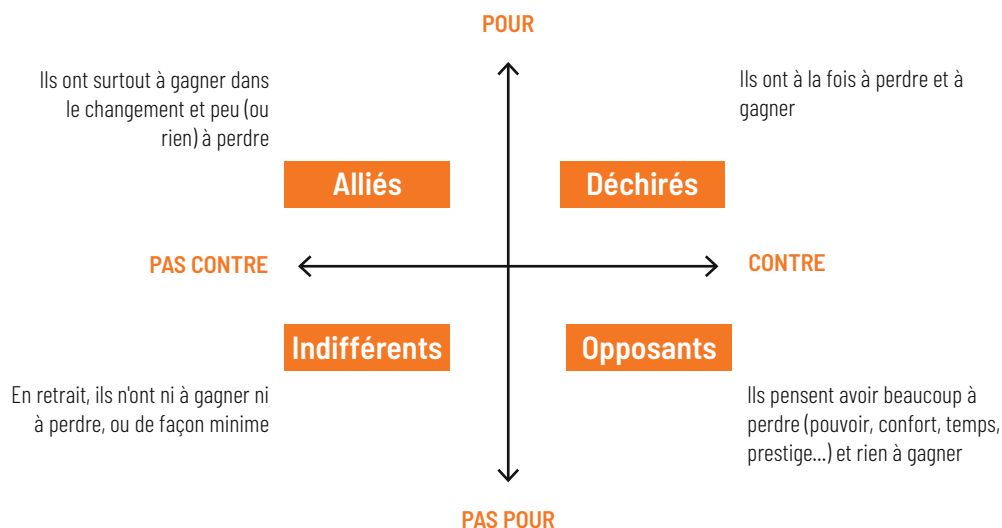 POUR
Ils ont surtout à gagner dans
le changement et peu (ou
rien) à perdre
Ils ont à la fois à perdre et à
gagner
Alliés
Déchirés
PAS CONTRE
CONTRE
Indifférents
Opposants
En retrait, ils n'ont ni à gagner ni
à perdre, ou de façon minime
Ils pensent avoir beaucoup à
perdre (pouvoir, confort, temps,
prestige...) et rien à gagner
PAS POUR